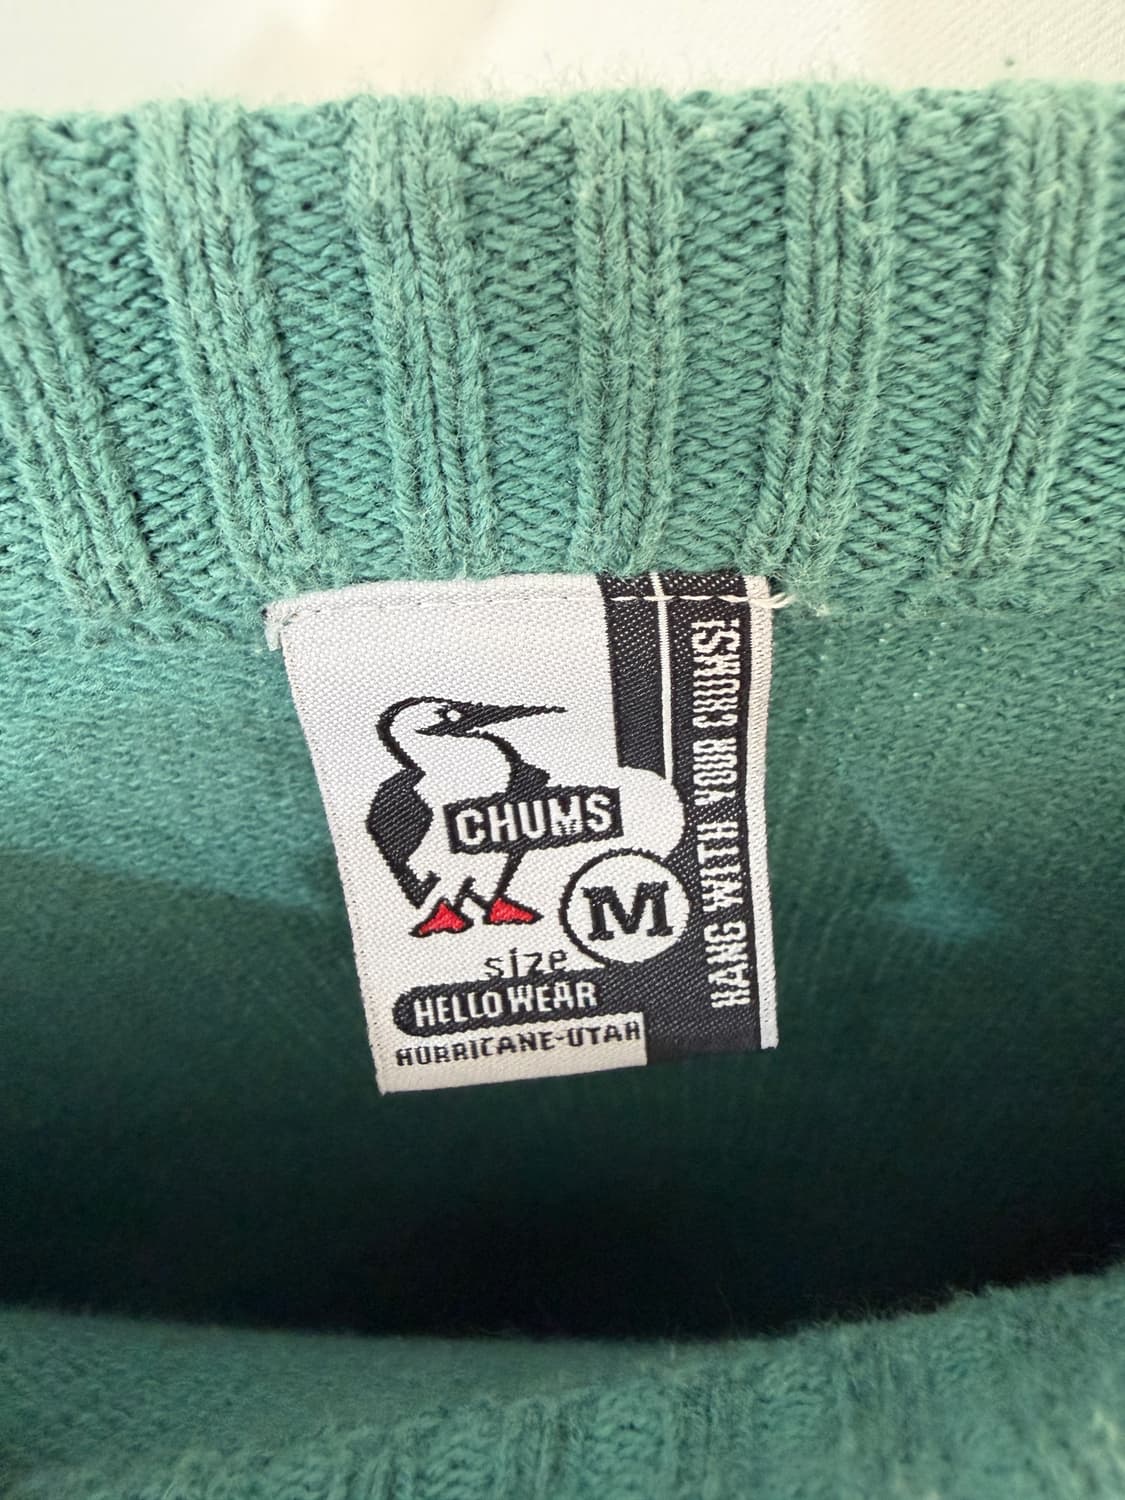 CHUMS
M
size
HELLO WEAR
HURRICANE-UTAH
HANG WITH YOUR CHUMS!